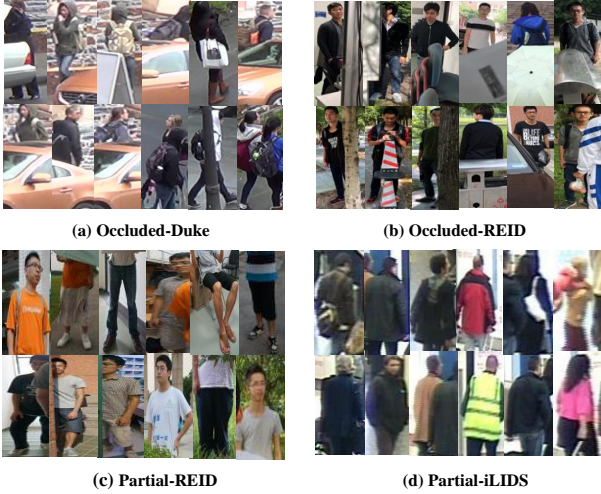 (a) Occluded-Duke
(b) Occluded-REID
(c) Partial-REID
(d) Partial-iLIDS